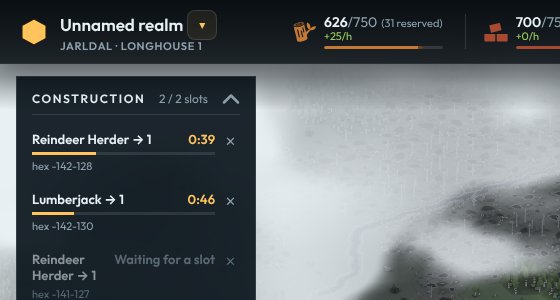 Unnamed realm ▼
JARLDAL · LONGHOUSE 1
626/750 (31 reserved)
+25/h
700/75
+0/h
CONSTRUCTION 2 / 2 slots
Reindeer Herder → 1 0:39 ×
hex -142-128
Lumberjack → 1 0:46 ×
hex -142-130
Reindeer Herder → 1 Waiting for a slot ×
hex -141-127